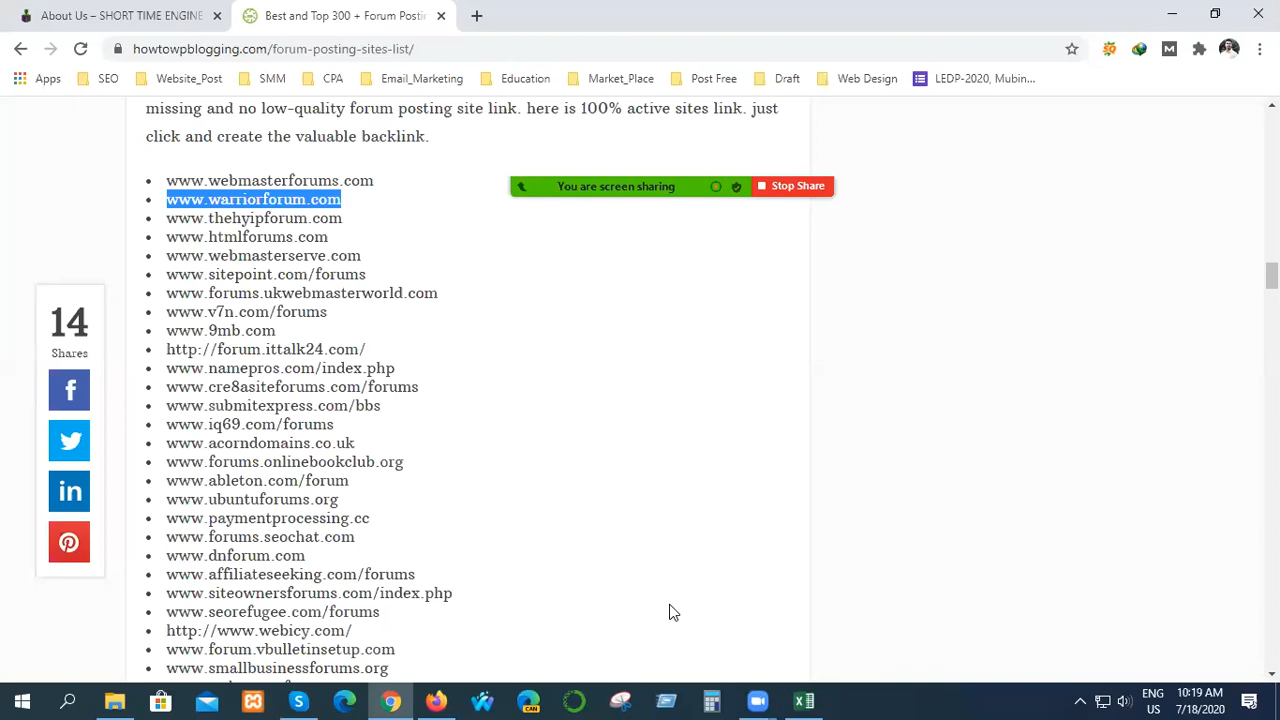 About Us – SHORT TIME ENGINE
Best and Top 300 + Forum Posti
howtowpblogging.com/forum-posting-sites-list/
Apps
SEO
Website_Post
SMM
CPA
Email_Marketing
Education
Market_Place
Post Free
Draft
Web Design
LEDP-2020, Mubin...
missing and no low-quality forum posting site link. here is 100% active sites link. just
click and create the valuable backlink.
You are screen sharing
Stop Share
• www.webmasterforums.com
• www.warriorforum.com
• www.thehyipforum.com
• www.htmlforums.com
• www.webmasterserve.com
• www.sitepoint.com/forums
• www.forums.ukwebmasterworld.com
• www.v7n.com/forums
• www.9mb.com
• http://forum.ittalk24.com/
• www.namepros.com/index.php
• www.cre8asiteforums.com/forums
• www.submitexpress.com/bbs
• www.iq69.com/forums
• www.acorndomains.co.uk
• www.forums.onlinebookclub.org
• www.ableton.com/forum
• www.ubuntuforums.org
• www.paymentprocessing.cc
• www.forums.seochat.com
• www.dnforum.com
• www.affiliateseeking.com/forums
• www.siteownersforums.com/index.php
• www.seorefugee.com/forums
• http://www.webicy.com/
• www.forum.vbulletinsetup.com
• www.smallbusinessforums.org
14
Shares
CAN
ENG
US
10:19 AM
7/18/2020